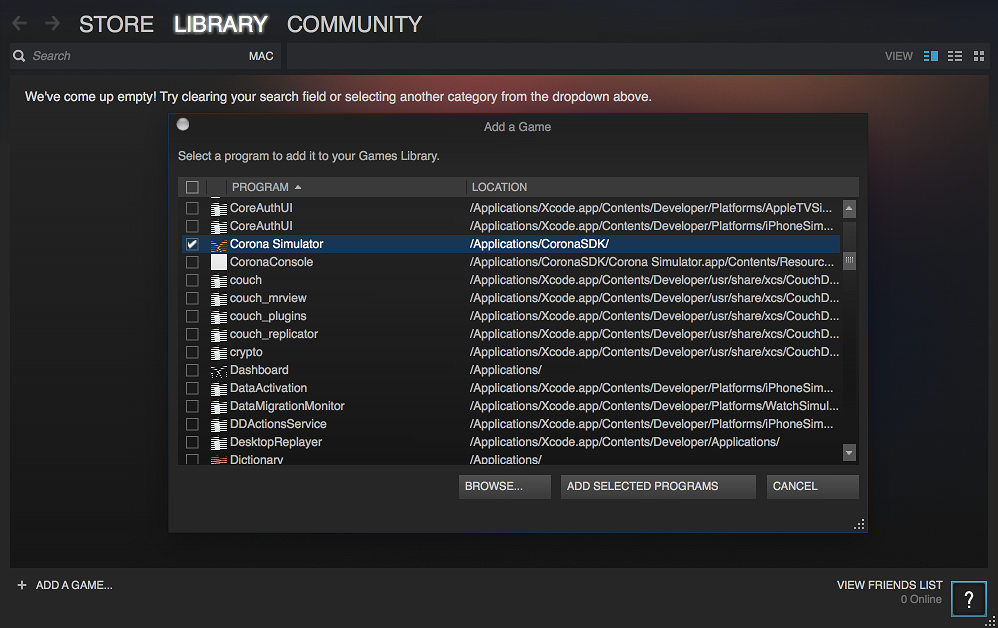 STORE LIBRARY COMMUNITY
Search MAC VIEW
We've come up empty! Try clearing your search field or selecting another category from the dropdown above.
Add a Game
Select a program to add it to your Games Library.
PROGRAM LOCATION
CoreAuthUI /Applications/Xcode.app/Contents/Developer/Platforms/AppleTVSi...
CoreAuthUI /Applications/Xcode.app/Contents/Developer/Platforms/iPhoneSim...
Corona Simulator /Applications/CoronaSDK/
CoronaConsole /Applications/CoronaSDK/Corona Simulator.app/Contents/Resourc...
couch /Applications/Xcode.app/Contents/Developer/usr/share/xcs/CouchD...
couch_mrview /Applications/Xcode.app/Contents/Developer/usr/share/xcs/CouchD...
couch_plugins /Applications/Xcode.app/Contents/Developer/usr/share/xcs/CouchD...
couch_replicator /Applications/Xcode.app/Contents/Developer/usr/share/xcs/CouchD...
crypto /Applications/Xcode.app/Contents/Developer/usr/share/xcs/CouchD...
Dashboard /Applications/
DataActivation /Applications/Xcode.app/Contents/Developer/Platforms/iPhoneSim...
DataMigrationMonitor /Applications/Xcode.app/Contents/Developer/Platforms/WatchSimul...
DDActionsService /Applications/Xcode.app/Contents/Developer/Platforms/iPhoneSim...
DesktopReplayer /Applications/Xcode.app/Contents/Developer/Applications/
Dictionary /Applications/
BROWSE... ADD SELECTED PROGRAMS CANCEL
+ ADD A GAME... VIEW FRIENDS LIST
0 Online
?